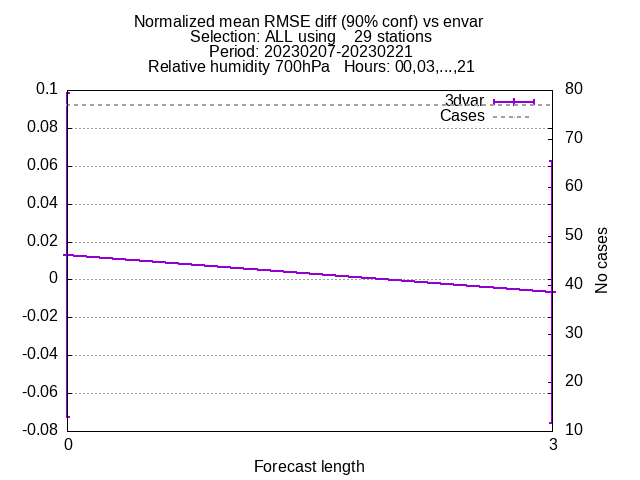 Normalized mean RMSE diff (90% conf) vs envar
Selection: ALL using    29 stations
Period: 20230207-20230221
Relative humidity 700hPa   Hours: 00,03,...,21
3dvar
Cases
0.1
0.08
0.06
0.04
0.02
0
-0.02
-0.04
-0.06
-0.08
80
70
60
50
40
30
20
10
No cases
0
3
Forecast length